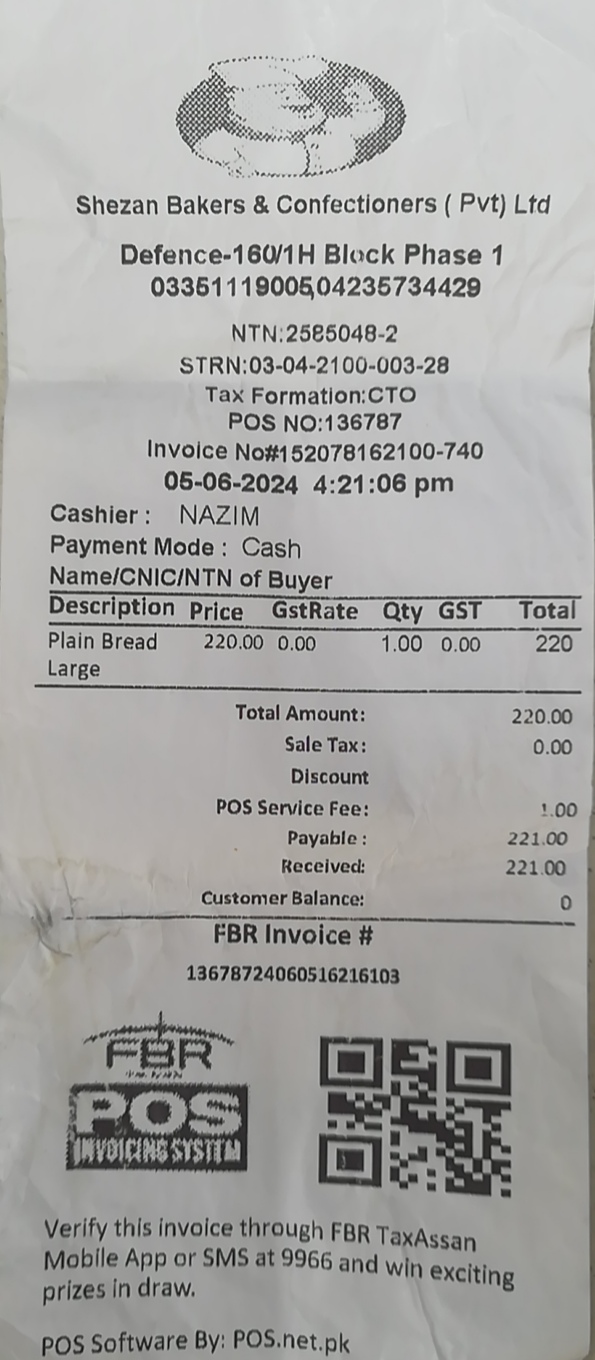 Shezan Bakers & Confectioners ( Pvt) Ltd
Defence-160/1H Block Phase 1
03351119005,04235734429
NTN:2585048-2
STRN:03-04-2100-003-28
Tax Formation:CTO
POS NO:136787
Invoice No#152078162100-740
05-06-2024 4:21:06 pm
Cashier : NAZIM
Payment Mode : Cash
Name/CNIC/NTN of Buyer
Description Price GstRate Qty GST Total
Plain Bread 220.00 0.00 1.00 0.00 220
Large
Total Amount: 220.00
Sale Tax: 0.00
Discount
POS Service Fee: 1.00
Payable : 221.00
Received: 221.00
Customer Balance: 0
FBR Invoice #
13678724060516216103
FBR
POS
INVOICING SYSTEM
Verify this invoice through FBR TaxAssan
Mobile App or SMS at 9966 and win exciting
prizes in draw.
POS Software By: POS.net.pk